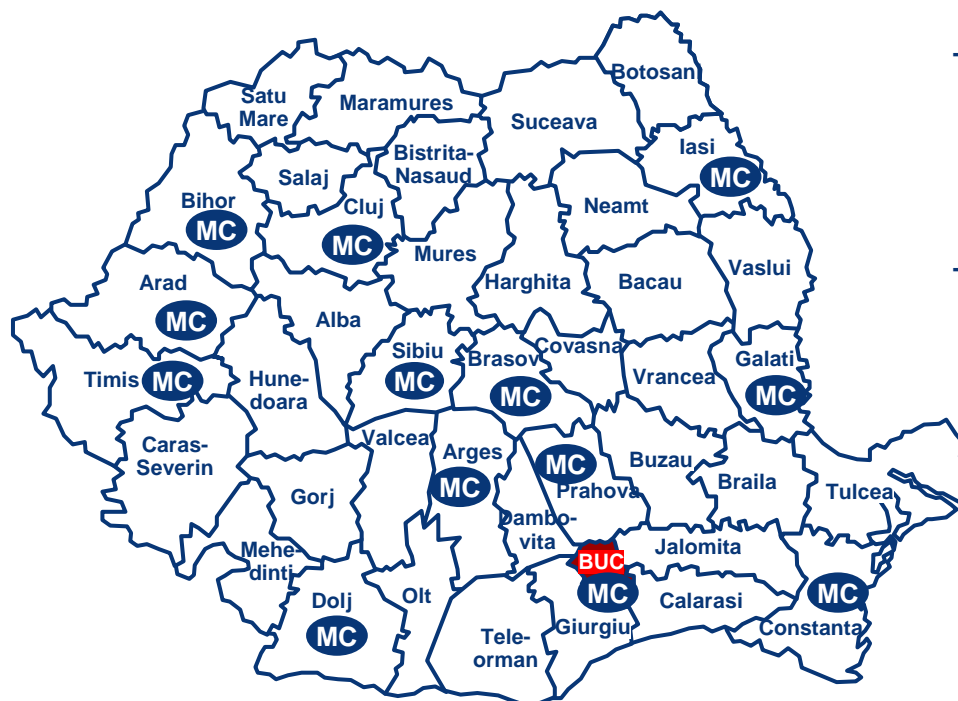 Botosan
Satu
Mare
Maramures
Suceava
Iasi
MC
Bistrita-
Nasaud
Salaj
Bihor
MC
Cluj
MC
Neamt
Mures
Harghita
Bacau
Vaslui
Arad
MC
Alba
Sibiu
MC
Brasov
MC
Covasna
Vrancea
Galati
MC
Timis
MC
Hune-
doara
Caras-
Severin
Valcea
Arges
MC
MC
Prahova
Buzau
Braila
Tulcea
Gorj
Dambo-
vita
Mehe-
dinti
BUC
MC
Jalomita
Dolj
MC
Olt
Giurgiu
Calarasi
MC
Constanta
Tele-
orman